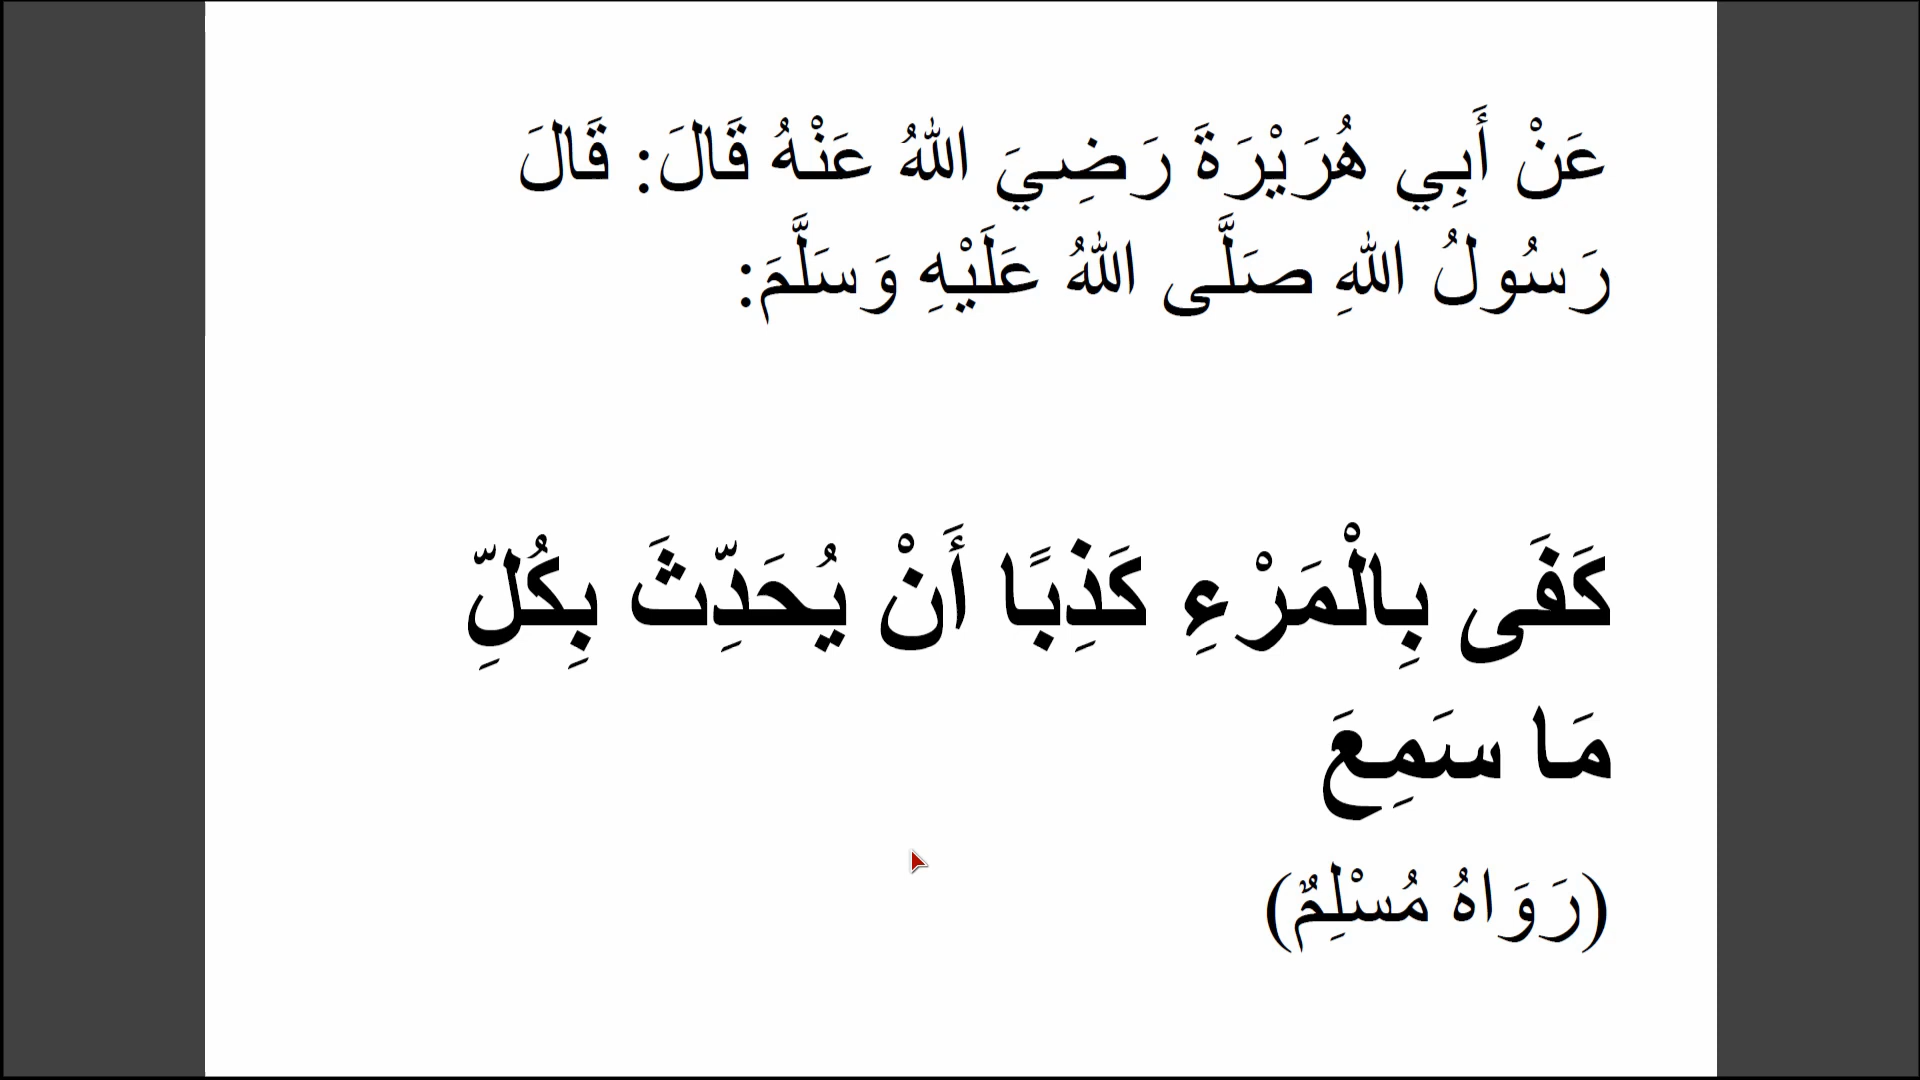 عَنْ أَبِي هُرَيْرَةَ رَضِيَ اللهُ عَنْهُ قَالَ: قَالَ
رَسُولُ اللهِ صَلَّى اللهُ عَلَيْهِ وَسَلَّمَ:
كَفَى بِالْمَرْءِ كَذِبًا أَنْ يُحَدِّثَ بِكُلِّ
مَا سَمِعَ
(رَوَاهُ مُسْلِمٌ)